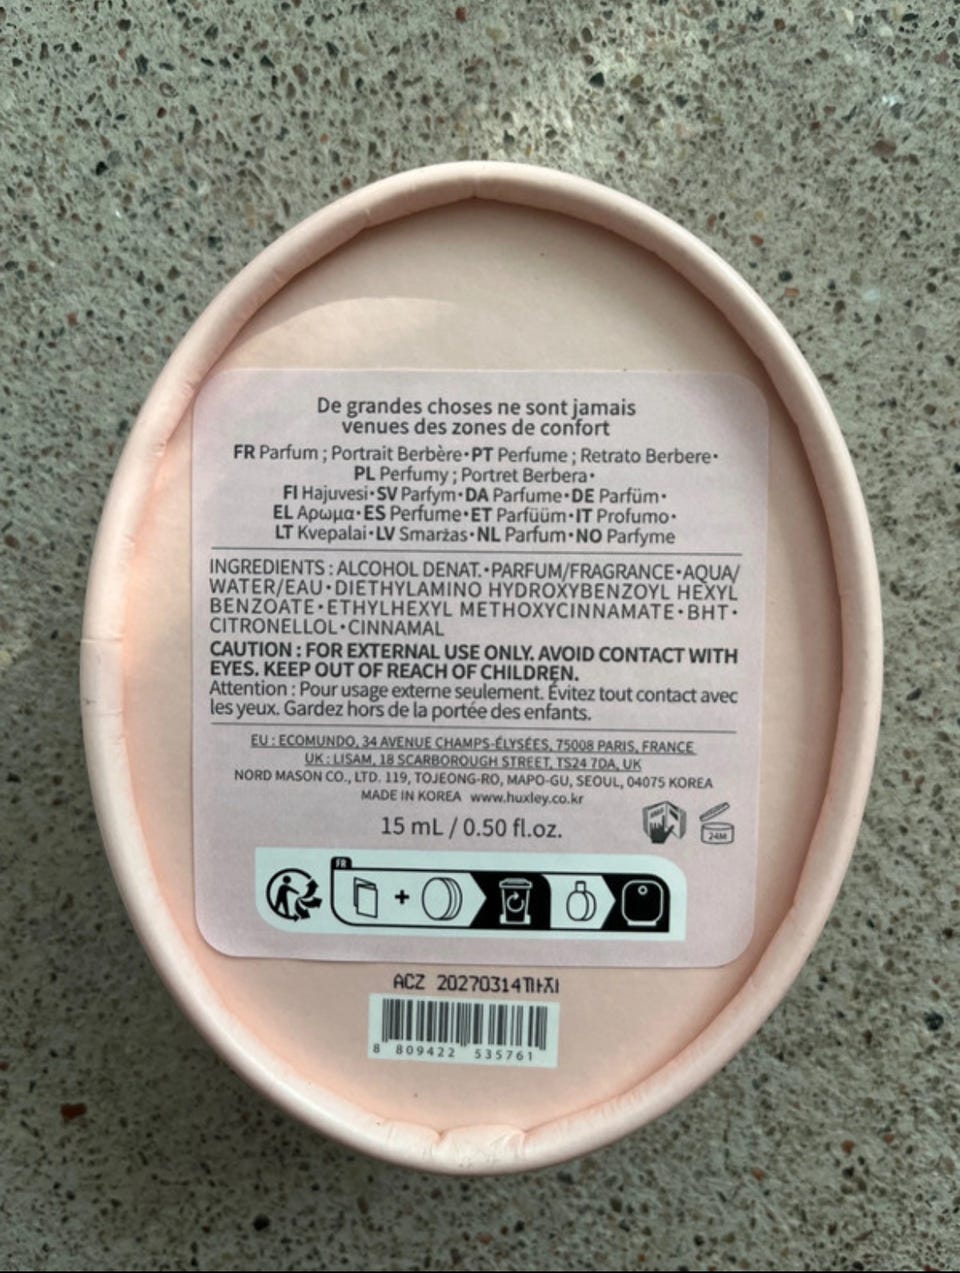 De grandes choses ne sont jamais
venues des zones de confort
FR Parfum ; Portrait Berbère • PT Perfume ; Retrato Berbere •
PL Perfumy ; Portret Berbera •
FI Hajuvesi • SV Parfym • DA Parfume • DE Parfüm •
EL Αρωμα • ES Perfume • ET Parfüüm • IT Profumo •
LT Kvepalai • LV Smaržas • NL Parfum • NO Parfyme
INGREDIENTS : ALCOHOL DENAT. • PARFUM/FRAGRANCE • AQUA/
WATER/EAU • DIETHYLAMINO HYDROXYBENZOYL HEXYL
BENZOATE • ETHYLHEXYL METHOXYCINNAMATE • BHT •
CITRONELLOL • CINNAMAL
CAUTION : FOR EXTERNAL USE ONLY. AVOID CONTACT WITH
EYES. KEEP OUT OF REACH OF CHILDREN.
Attention : Pour usage externe seulement. Évitez tout contact avec
les yeux. Gardez hors de la portée des enfants.
EU : ECOMUNDO, 34 AVENUE CHAMPS-ÉLYSÉES, 75008 PARIS, FRANCE
UK : LISAM, 18 SCARBOROUGH STREET, TS24 7DA, UK
NORD MASON CO., LTD. 119, TOJEONG-RO, MAPO-GU, SEOUL, 04075 KOREA
MADE IN KOREA www.huxley.co.kr
15 mL / 0.50 fl.oz.
24M
FR
ACZ 20270314까지
8 809422 535761